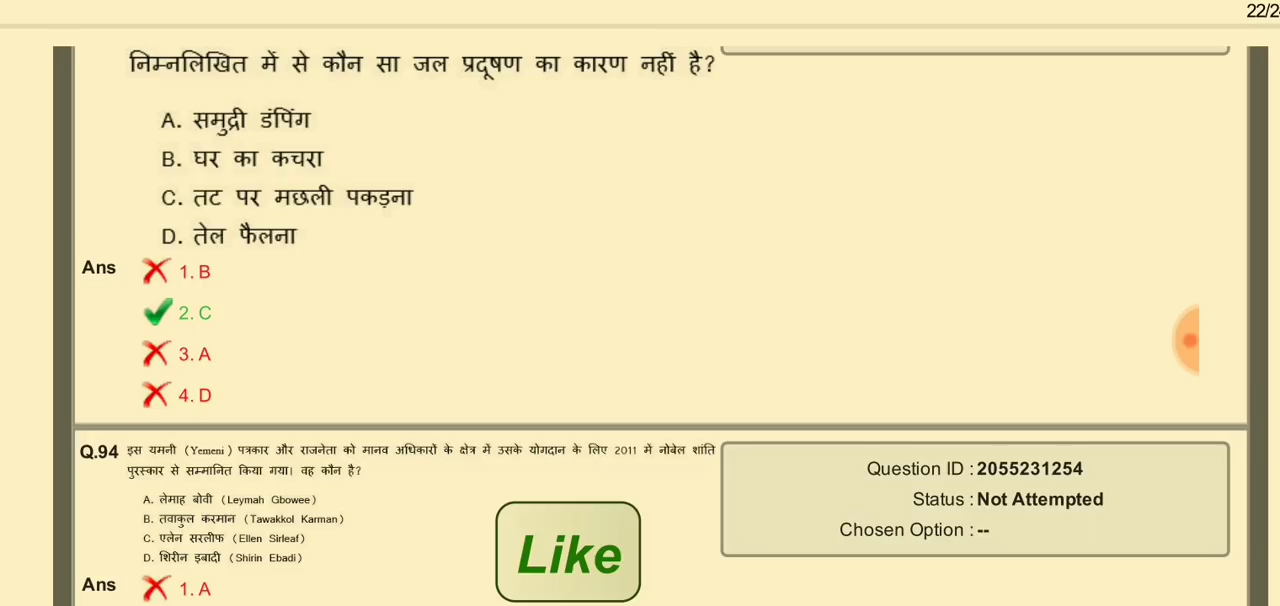 22/2
निम्नलिखित में से कौन सा जल प्रदूषण का कारण नहीं है?
A. समुद्री डंपिंग
B. घर का कचरा
C. तट पर मछली पकड़ना
D. तेल फैलना
Ans
1. B
2. C
3. A
4. D
Q.94 इस यमनी (Yemeni) पत्रकार और राजनेता को मानव अधिकारों के क्षेत्र में उसके योगदान के लिए 2011 में नोबेल शांति
पुरस्कार से सम्मानित किया गया। वह कौन है?
A. लेमाह बोवी (Leymah Gbowee)
B. तवाकुल करमान (Tawakkol Karman)
C. एलेन सरलीफ (Ellen Sirleaf)
D. शिरीन इबादी (Shirin Ebadi)
Question ID : 2055231254
Status : Not Attempted
Chosen Option : --
Like
Ans
1. A